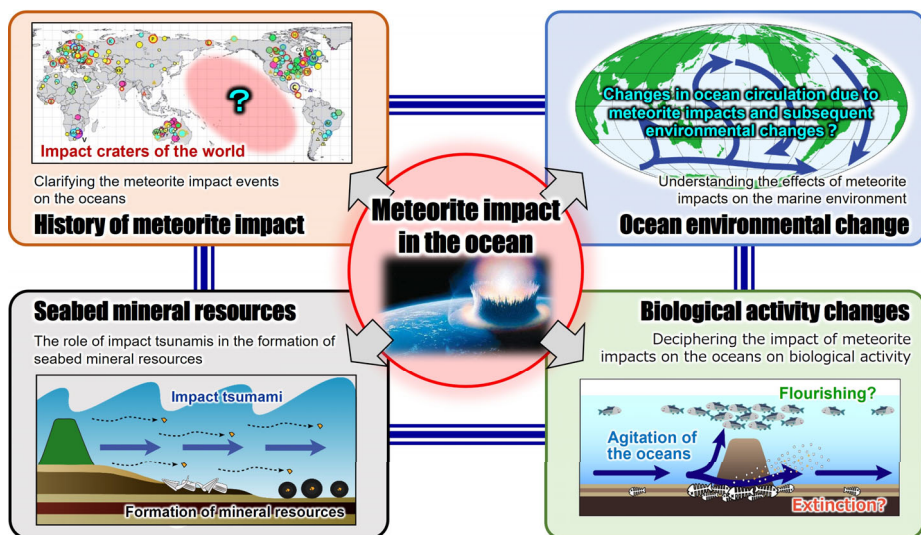 ?
Impact craters of the world
Clarifying the meteorite impact events
on the oceans
History of meteorite impact
Changes in ocean circulation due to
meteorite impacts and subsequent
environmental changes ?
Understanding the effects of meteorite
impacts on the marine environment
Ocean environmental change
Meteorite impact
in the ocean
Seabed mineral resources
The role of impact tsunamis in the formation of
seabed mineral resources
Impact tsunami
Formation of mineral resources
Biological activity changes
Deciphering the impact of meteorite
impacts on the oceans on biological activity
Flourishing?
Agitation of
the oceans
Extinction?